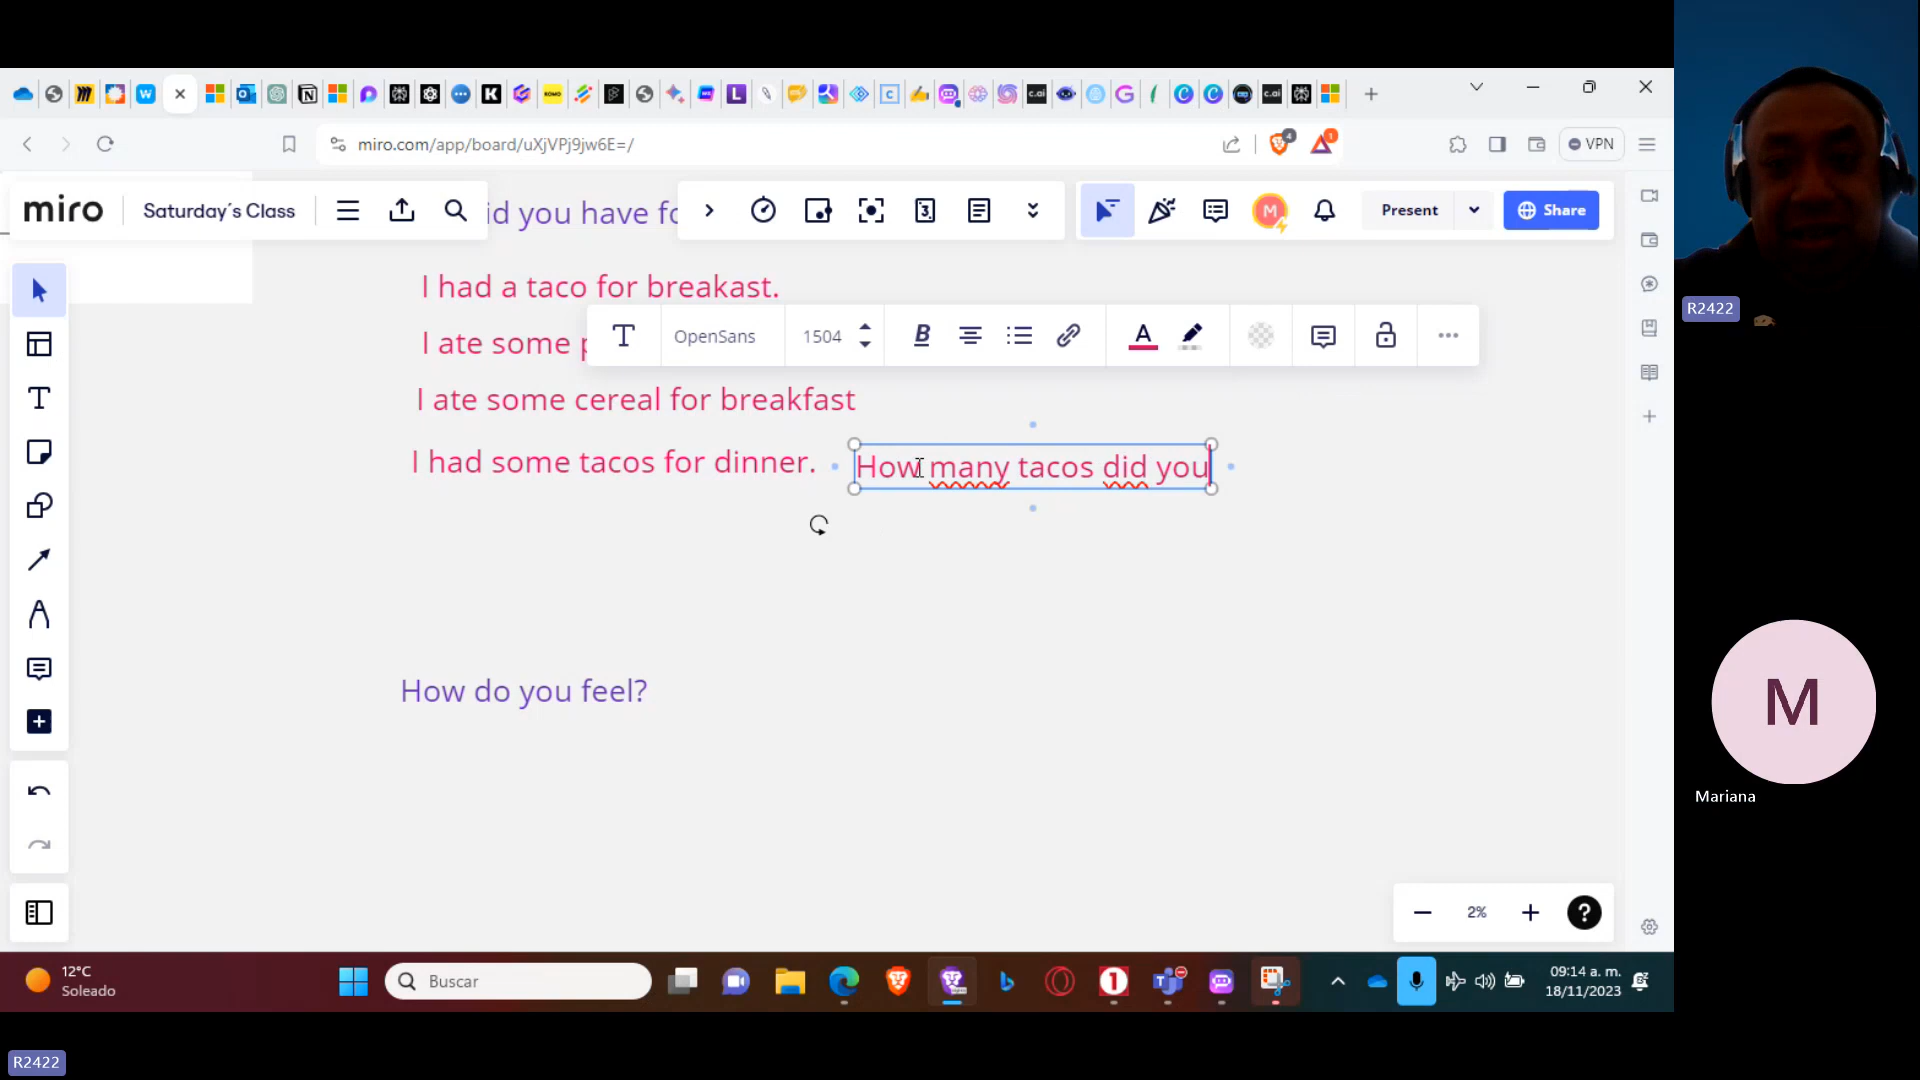 miro.com/app/board/uXjVPj9jw6E=/
VPN
miro
Saturday´s Class
id you have fo
Present
Share
I had a taco for breakast.
I ate some p
OpenSans
1504
I ate some cereal for breakfast
I had some tacos for dinner.
How many tacos did you
How do you feel?
2%
12°C
Soleado
Buscar
09:14 a. m.
18/11/2023
R2422
M
Mariana
R2422